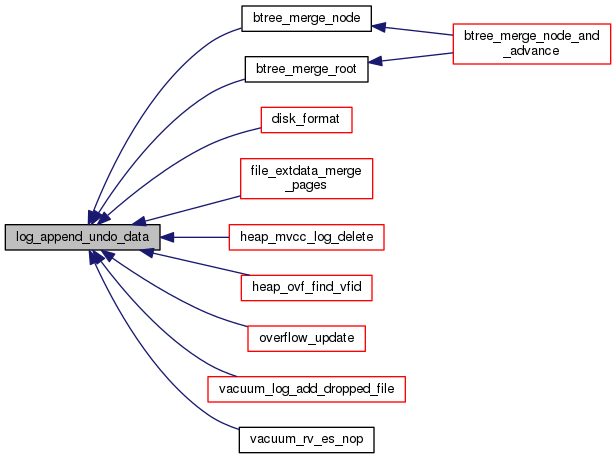 btree_merge_node
btree_merge_node_and
_advance
btree_merge_root
disk_format
file_extdata_merge
_pages
log_append_undo_data
heap_mvcc_log_delete
heap_ovf_find_vfid
overflow_update
vacuum_log_add_dropped_file
vacuum_rv_es_nop